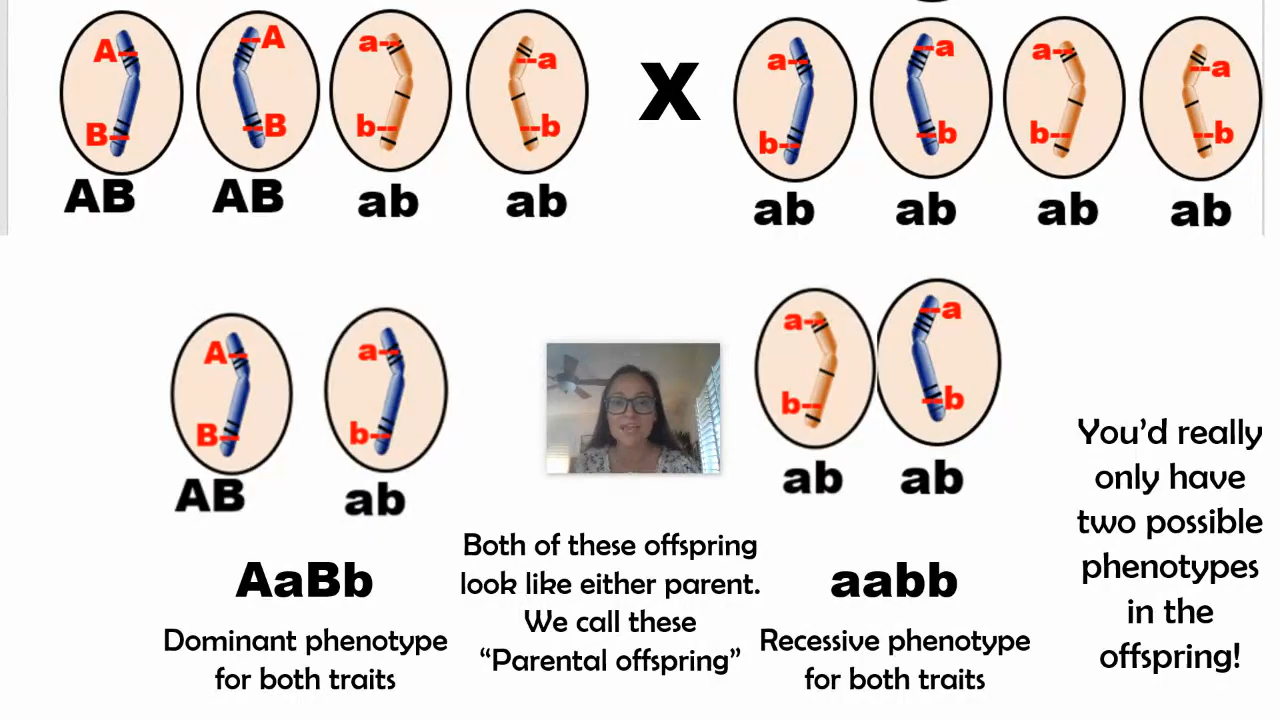 A-- --A a-- --a X a-- --a a-- --a
B-- --B b-- --b b-- --b b-- --b
AB AB ab ab ab ab ab ab
A-- a-- a-- --a
B-- b-- b-- --b
AB ab ab ab
AaBb
Dominant phenotype
for both traits
Both of these offspring
look like either parent.
We call these
“Parental offspring”
aabb
Recessive phenotype
for both traits
You’d really
only have
two possible
phenotypes
in the
offspring!